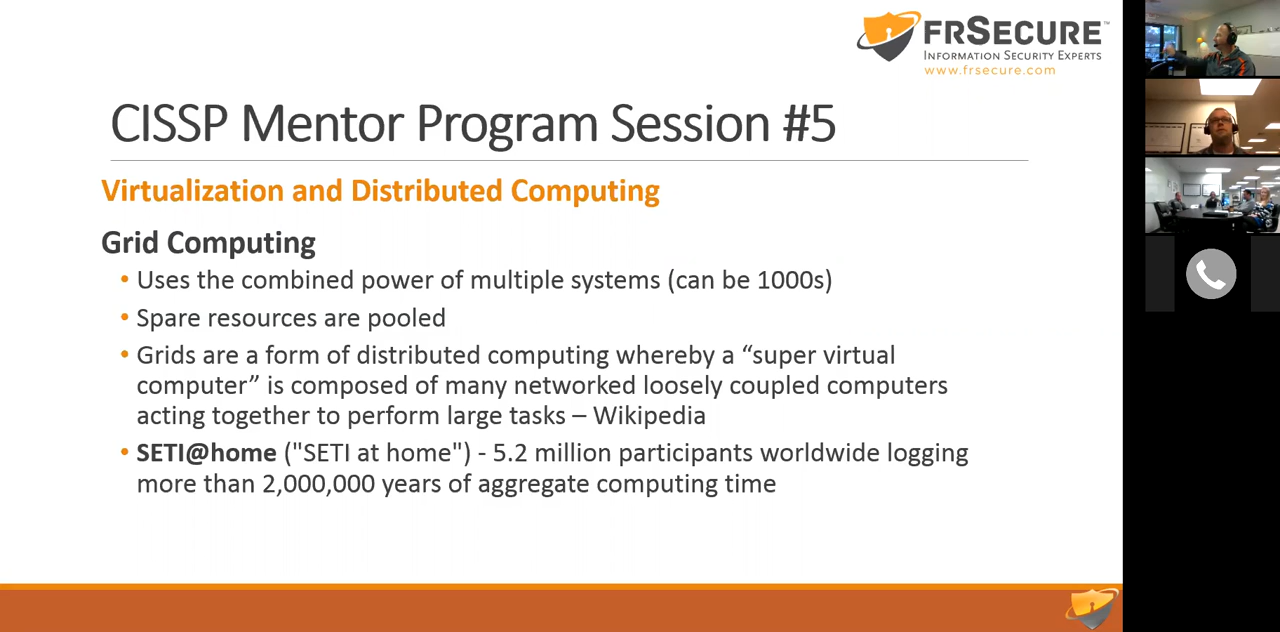 FRSECURE™
INFORMATION SECURITY EXPERTS
www.frsecure.com
CISSP Mentor Program Session #5
Virtualization and Distributed Computing
Grid Computing
• Uses the combined power of multiple systems (can be 1000s)
• Spare resources are pooled
• Grids are a form of distributed computing whereby a “super virtual
computer” is composed of many networked loosely coupled computers
acting together to perform large tasks – Wikipedia
• SETI@home ("SETI at home") - 5.2 million participants worldwide logging
more than 2,000,000 years of aggregate computing time